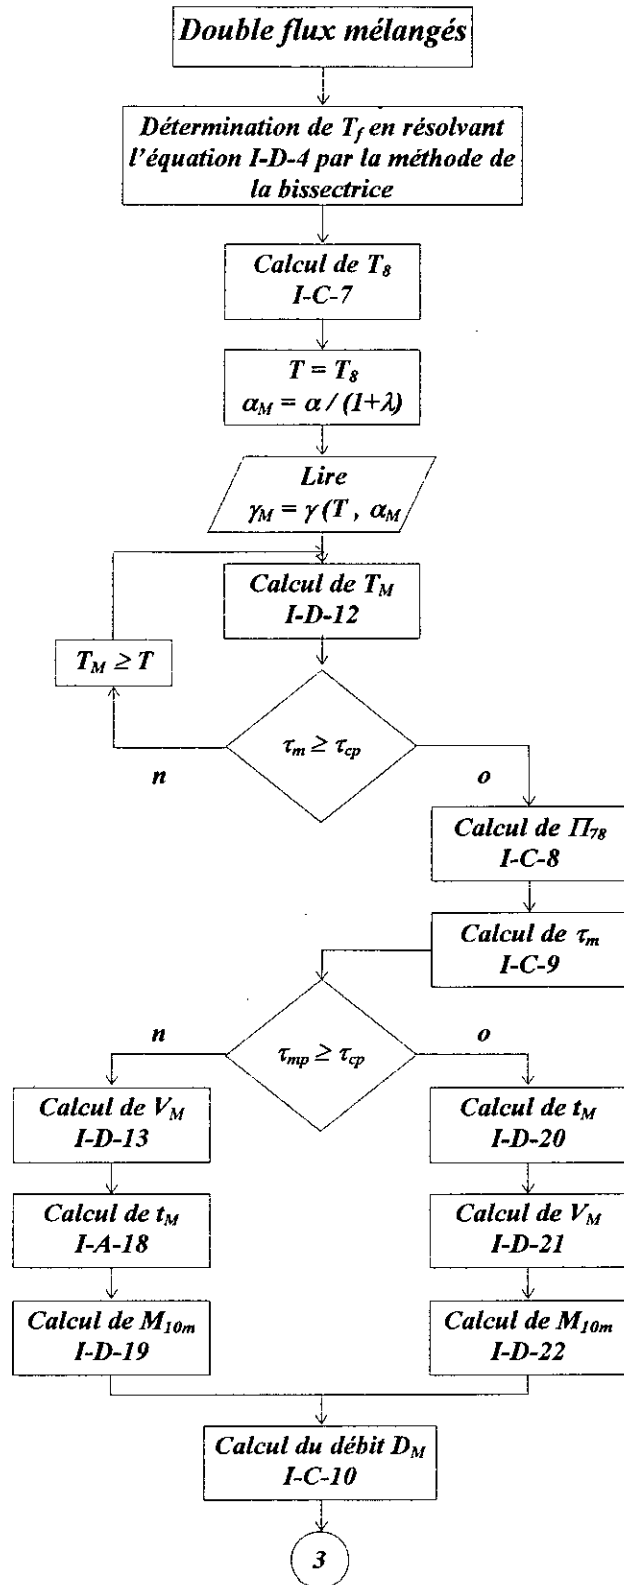 Double flux mélangés
Détermination de T_f en résolvant
l'équation I-D-4 par la méthode de
la bissectrice
Calcul de T_8
I-C-7
T = T_8
α_M = α / (1+λ)
Lire
γ_M = γ (T , α_M
Calcul de T_M
I-D-12
T_M ≥ T
τ_m ≥ τ_cp
n
o
Calcul de Π_78
I-C-8
Calcul de τ_m
I-C-9
n
τ_mp ≥ τ_cp
o
Calcul de V_M
I-D-13
Calcul de t_M
I-D-20
Calcul de t_M
I-A-18
Calcul de V_M
I-D-21
Calcul de M_10m
I-D-19
Calcul de M_10m
I-D-22
Calcul du débit D_M
I-C-10
3